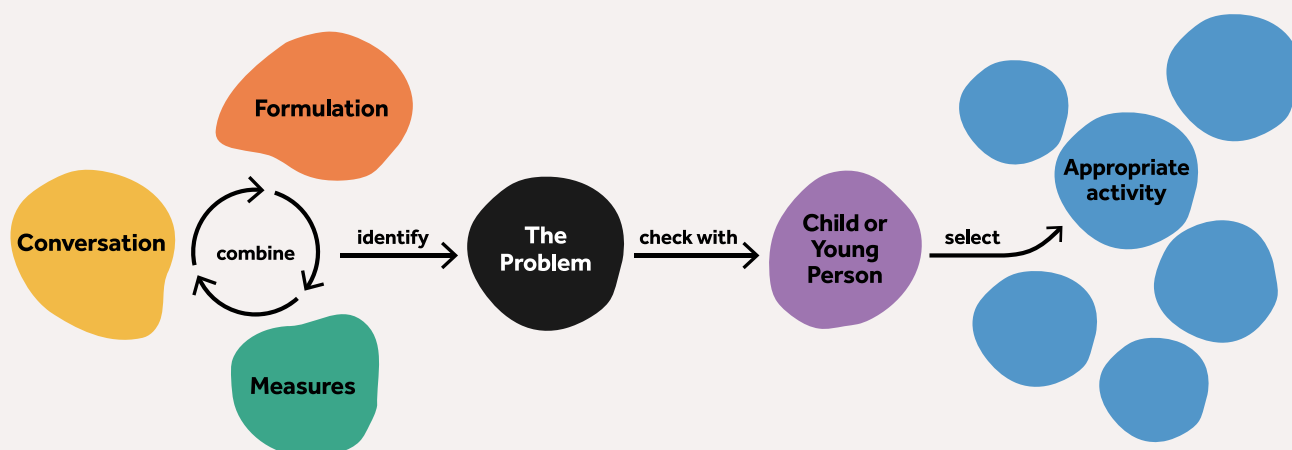 Formulation
Conversation
combine
Measures
identify
The
Problem
check with
Child or
Young
Person
select
Appropriate
activity